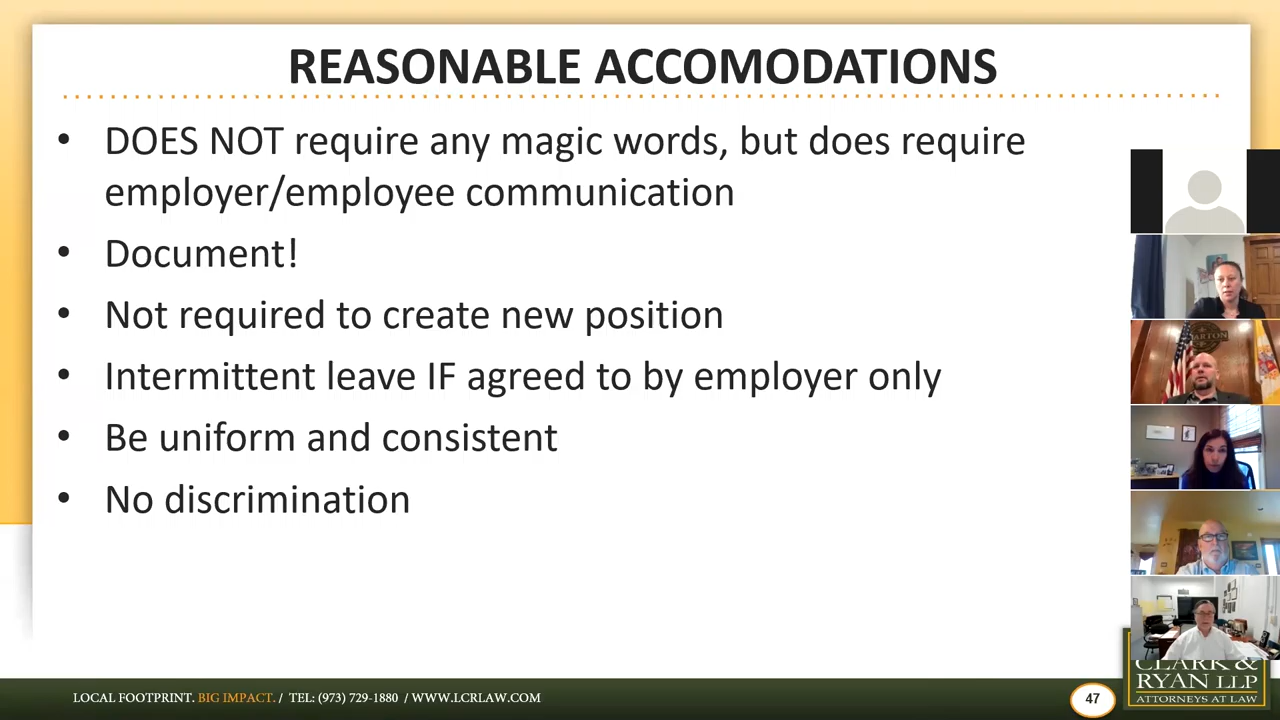 REASONABLE ACCOMODATIONS
• DOES NOT require any magic words, but does require
employer/employee communication
• Document!
• Not required to create new position
• Intermittent leave IF agreed to by employer only
• Be uniform and consistent
• No discrimination
CLARK &
RYAN LLP
ATTORNEYS AT LAW
LOCAL FOOTPRINT. BIG IMPACT. / TEL: (973) 729-1880 / WWW.LCRLAW.COM
47